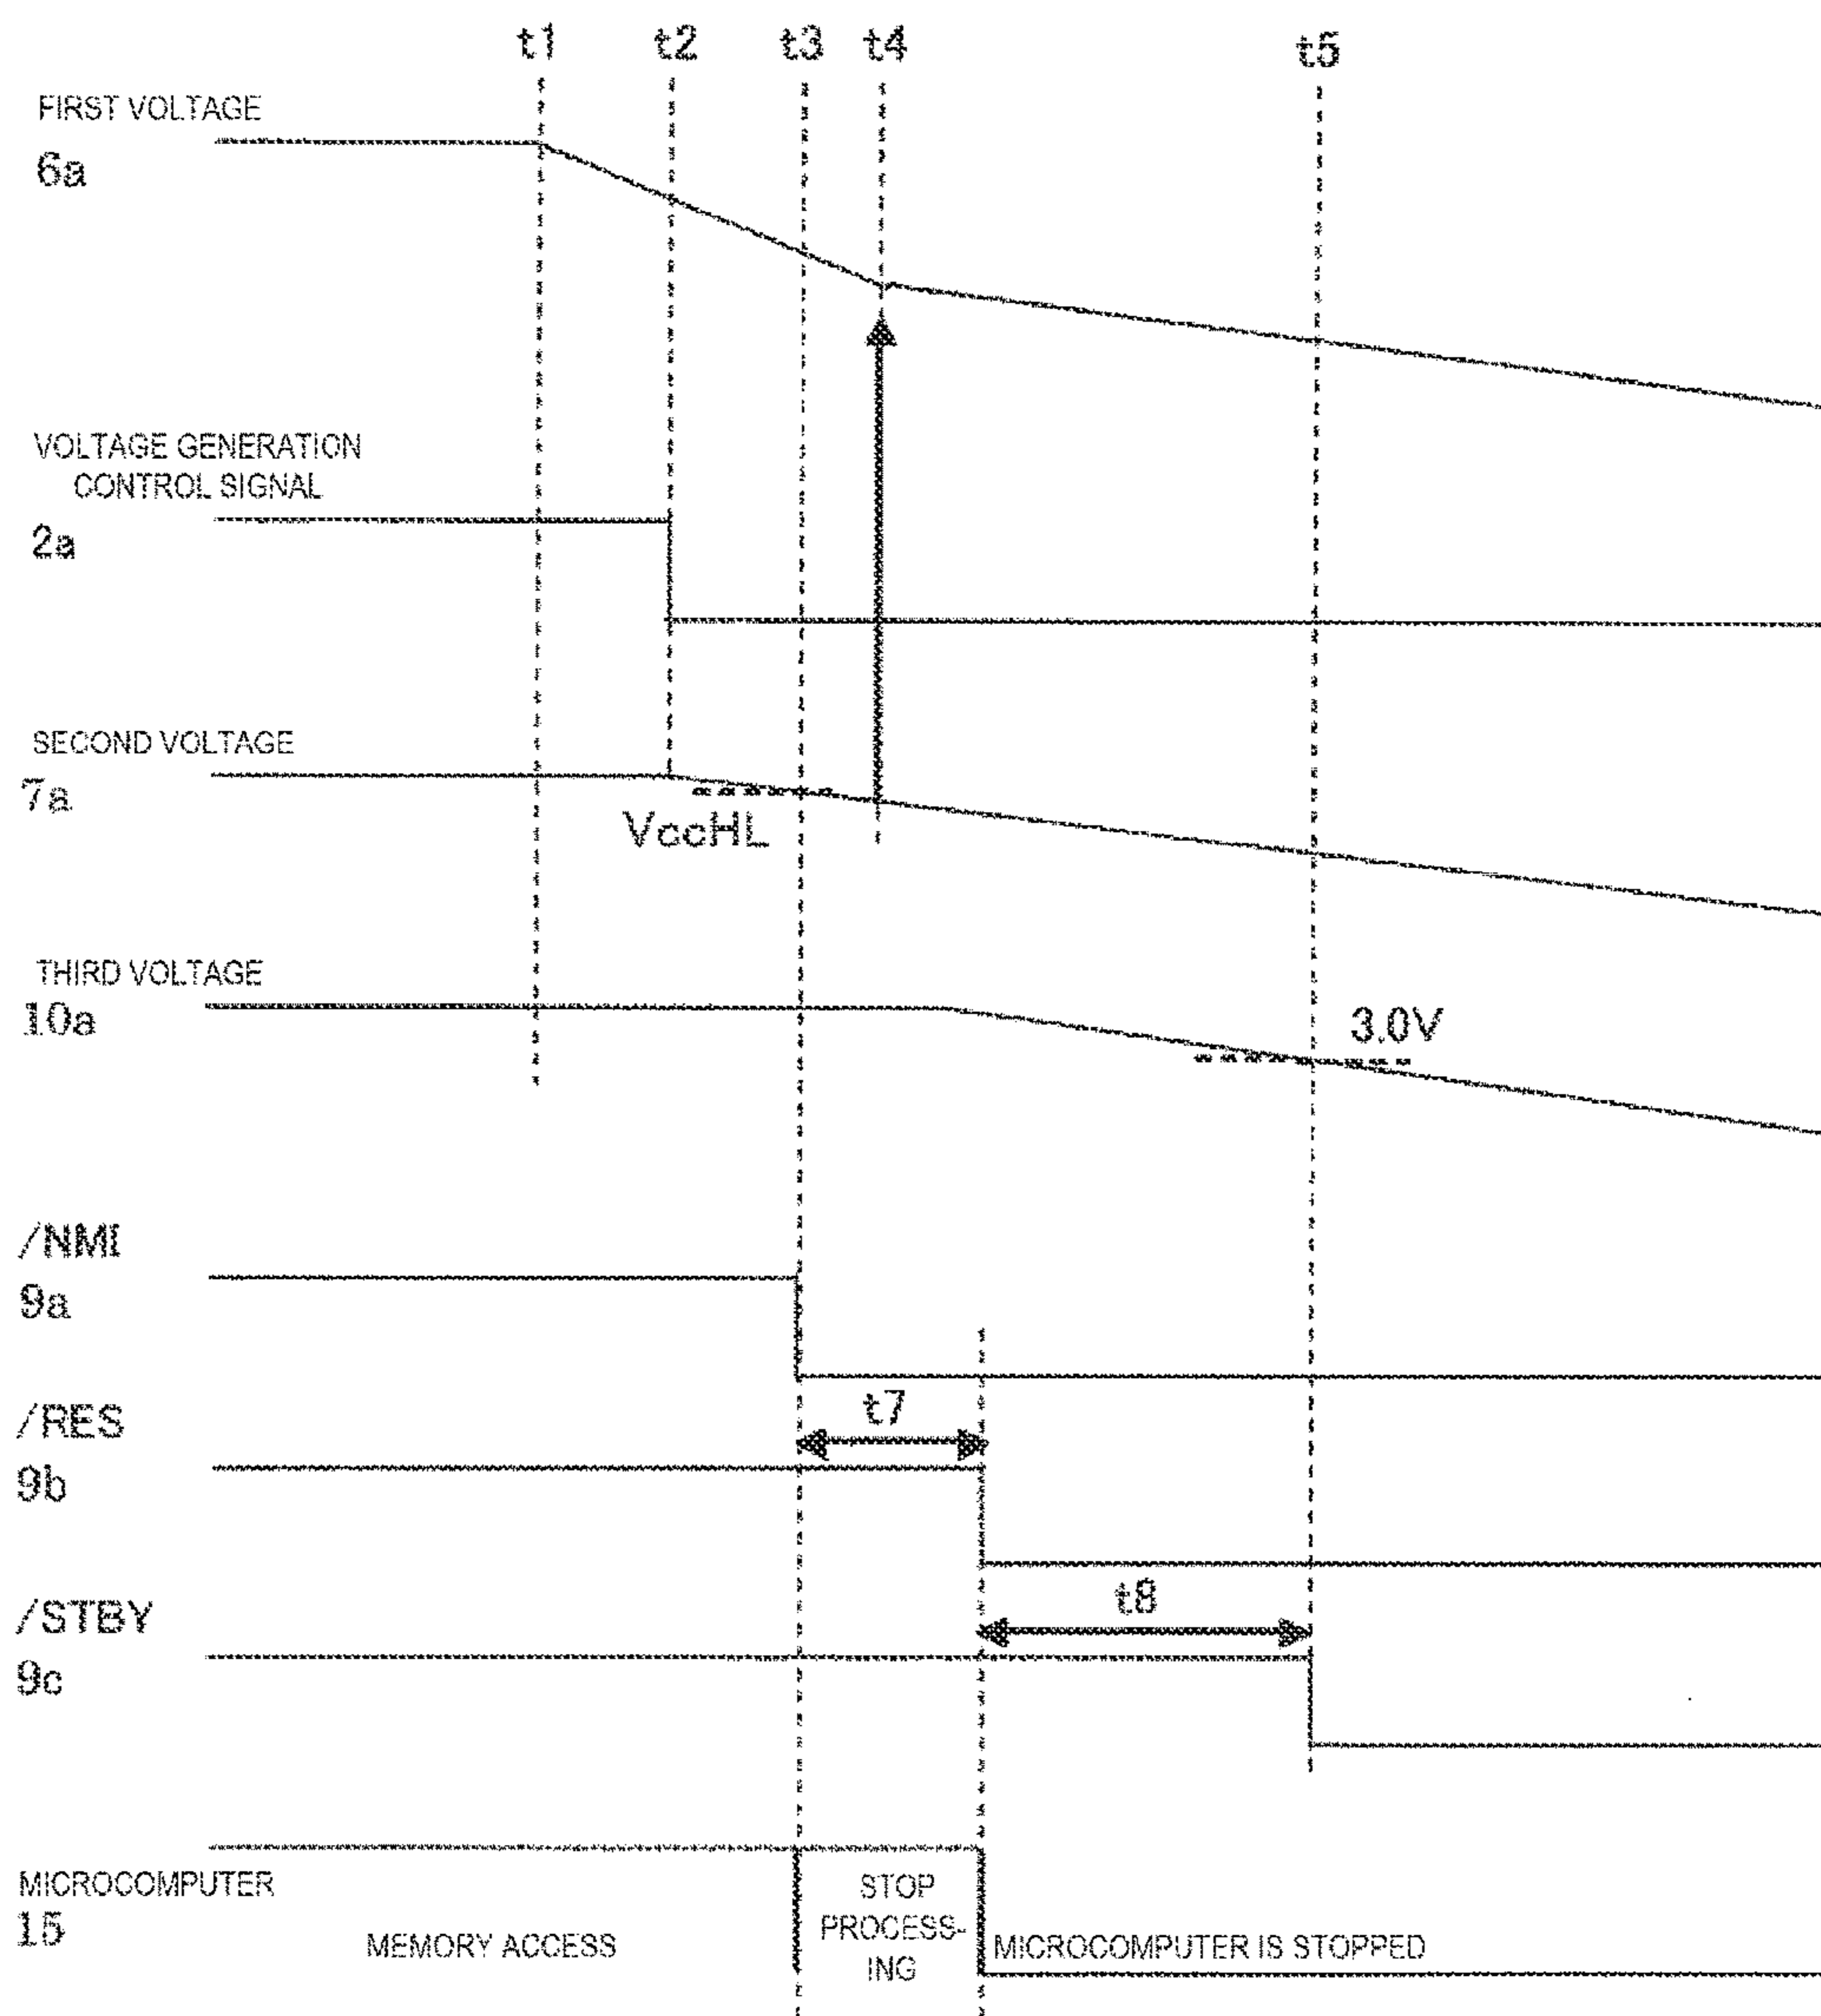 t1 t2 t3 t4 t5
FIRST VOLTAGE
6a
VOLTAGE GENERATION
CONTROL SIGNAL
2a
SECOND VOLTAGE
7a
VccHL
THIRD VOLTAGE
10a
3.0V
/NMI
9a
/RES
t7
9b
/STBY
t8
9c
MICROCOMPUTER
15
MEMORY ACCESS
STOP
PROCESS-
ING
MICROCOMPUTER IS STOPPED